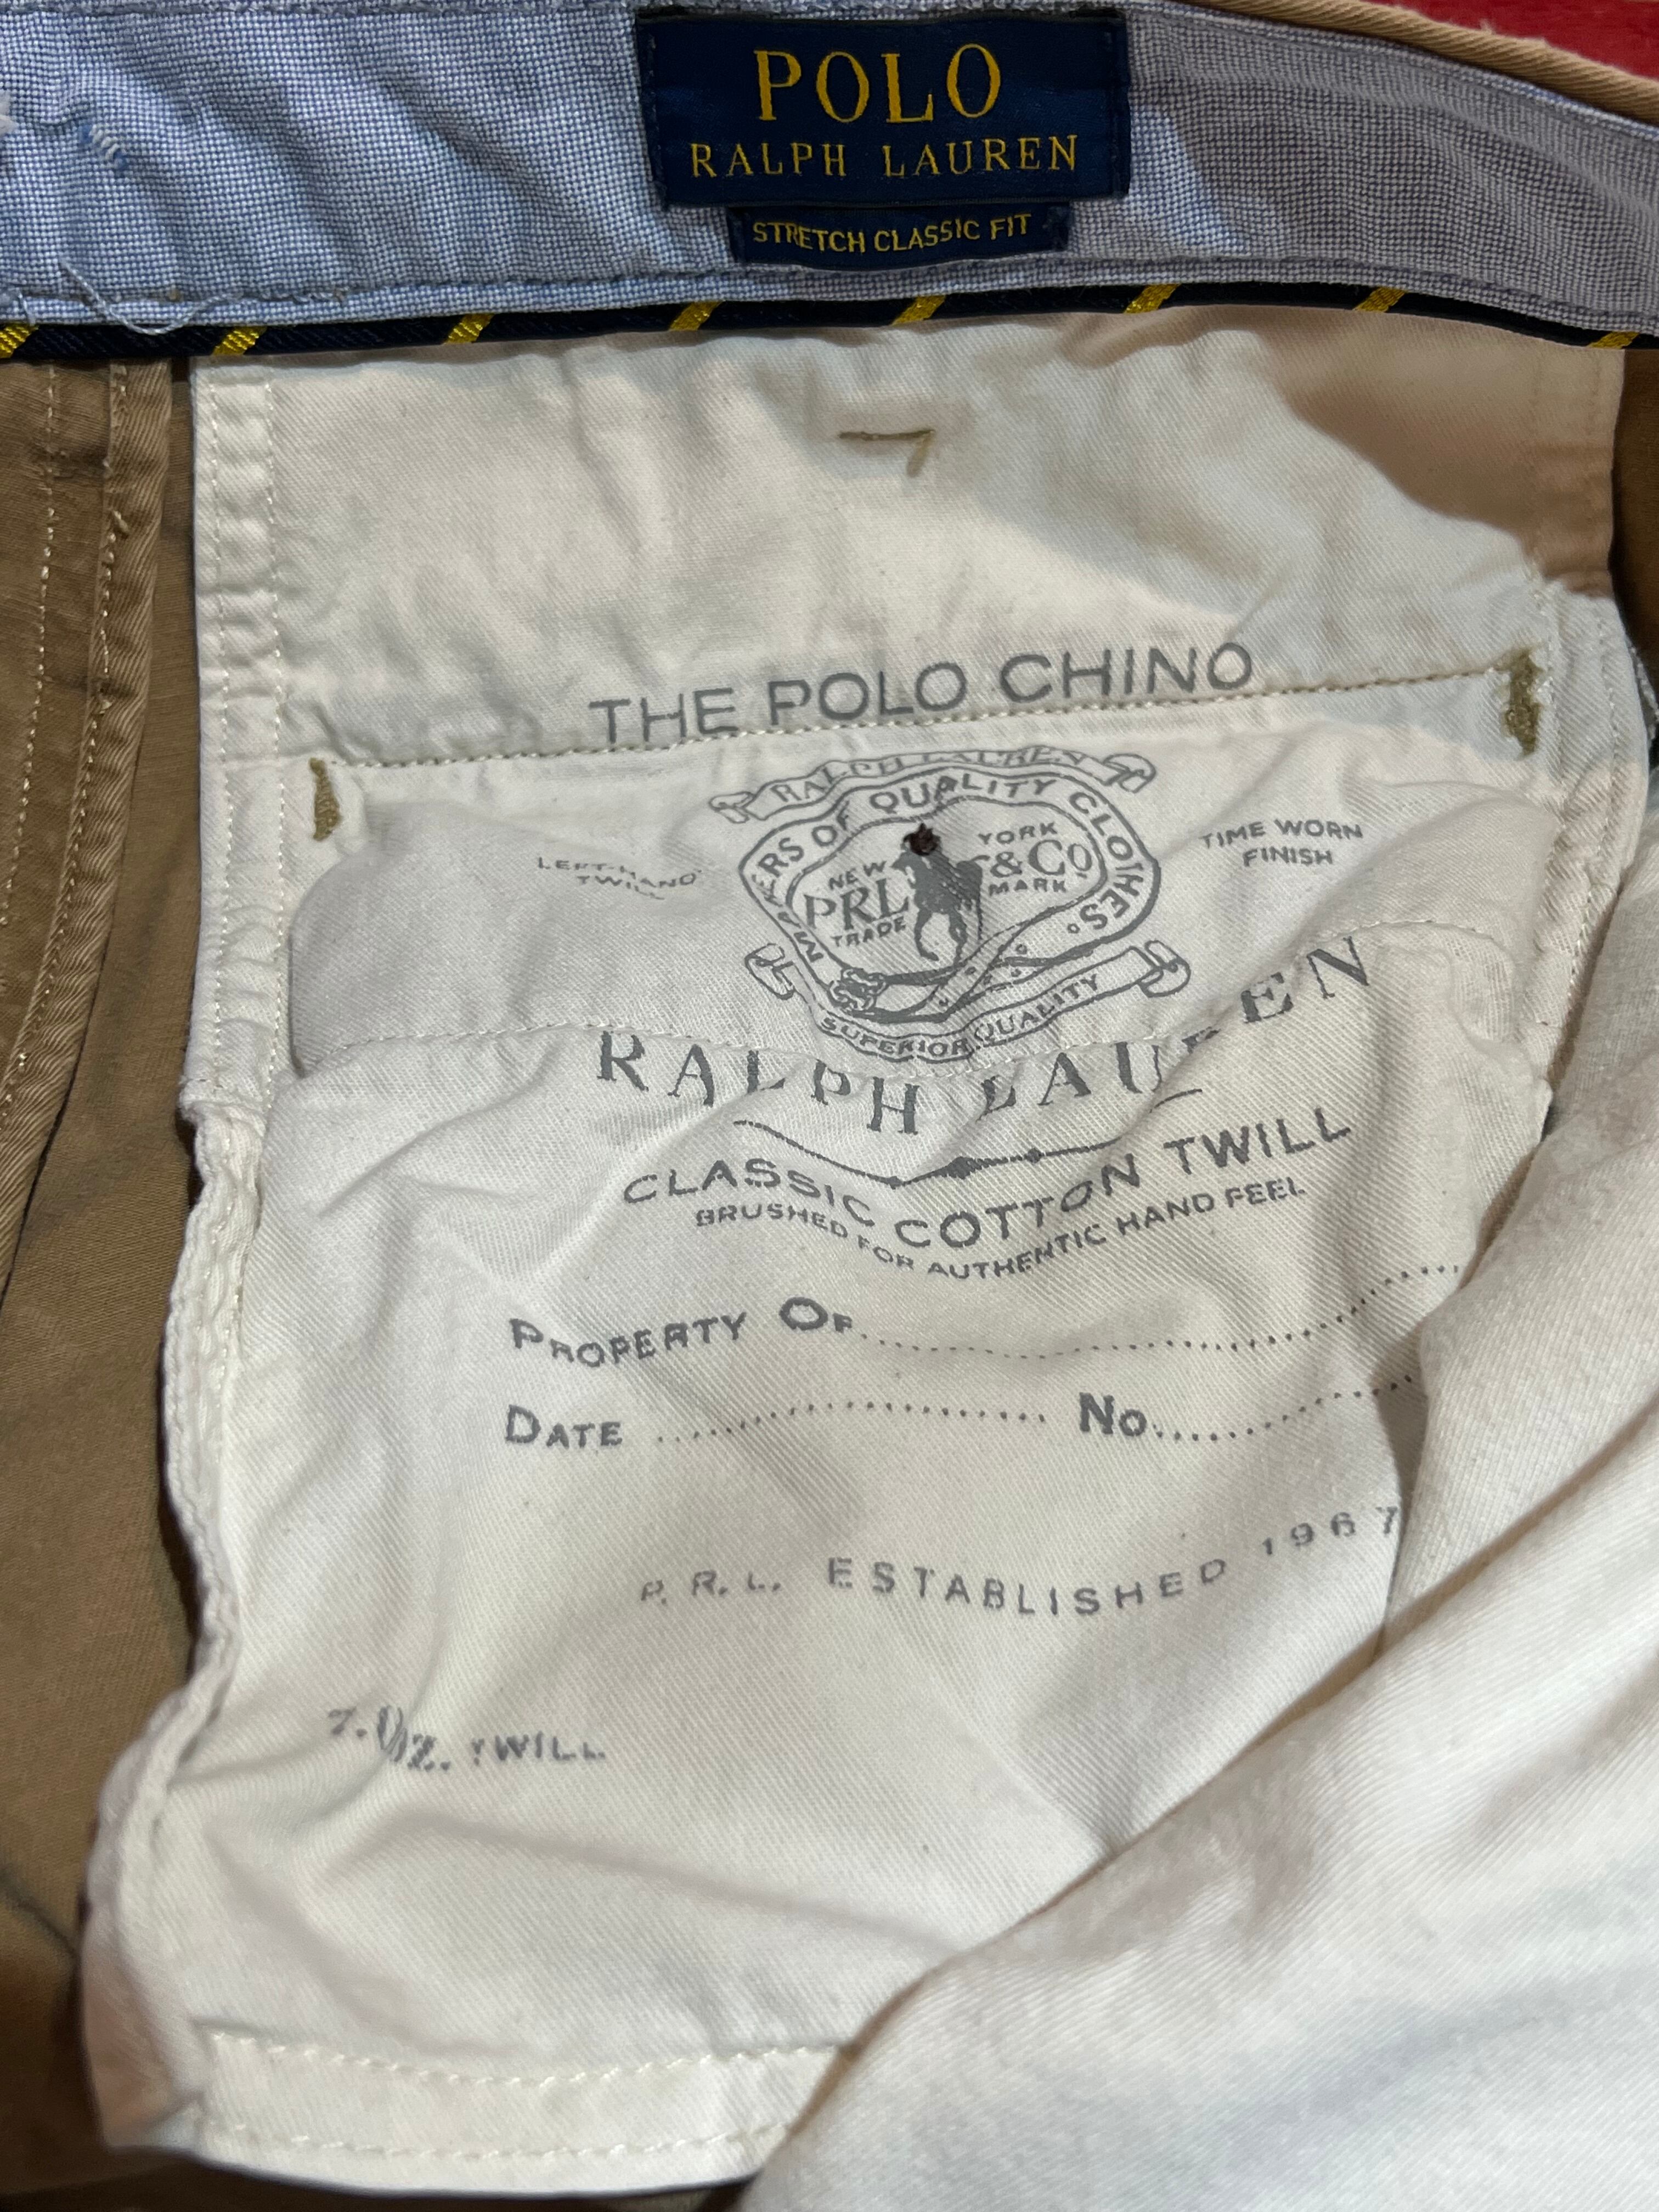 POLO
RALPH LAUREN
STRETCH CLASSIC FIT
THE POLO CHINO
RALPH LAUREN
MAKERS OF QUALITY CLOTHES.
NEW YORK
PRL & Co
TRADE MARK
SUPERIOR QUALITY
LEFT-HAND
TWILL
TIME WORN
FINISH
RALPH LAUREN
CLASSIC COTTON TWILL
BRUSHED FOR AUTHENTIC HAND FEEL
PROPERTY OF
DATE No
P. R. L. ESTABLISHED 1967
7. Oz. TWILL